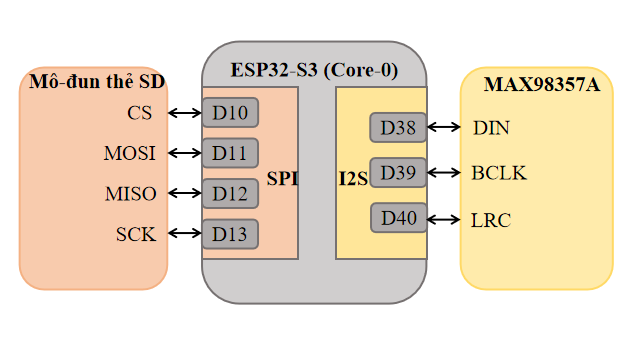 ESP32-S3 (Core-0)
Mô-đun thẻ SD
CS
MOSI
MISO
SCK
D10
D11
D12
D13
SPI
I2S
D38
D39
D40
MAX98357A
DIN
BCLK
LRC